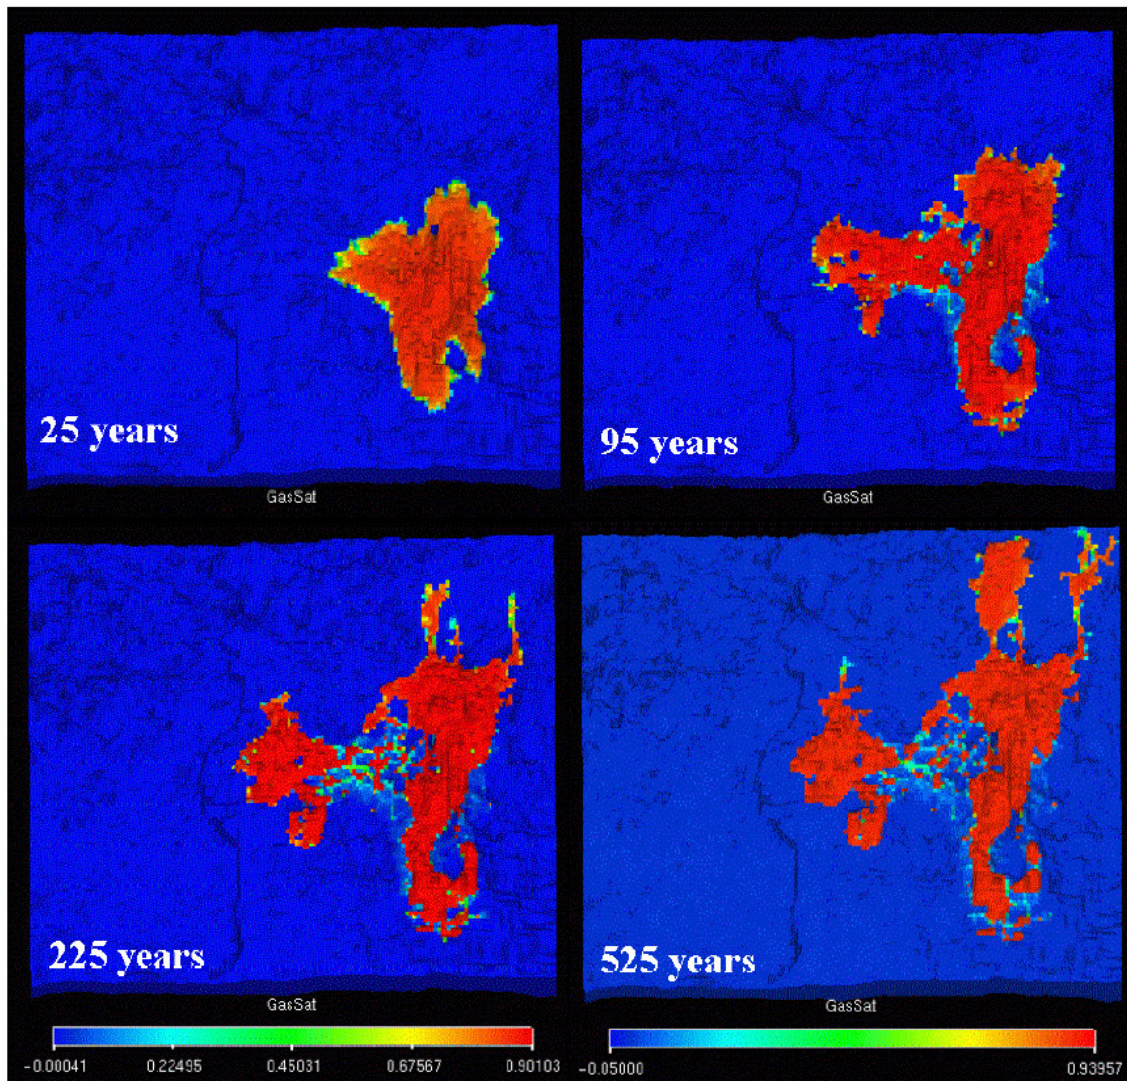 25 years
95 years
GasSat
GasSat
225 years
525 years
GasSat
GasSat
-0.00041 0.22495 0.45031 0.67567 0.90103
-0.05000 0.93957